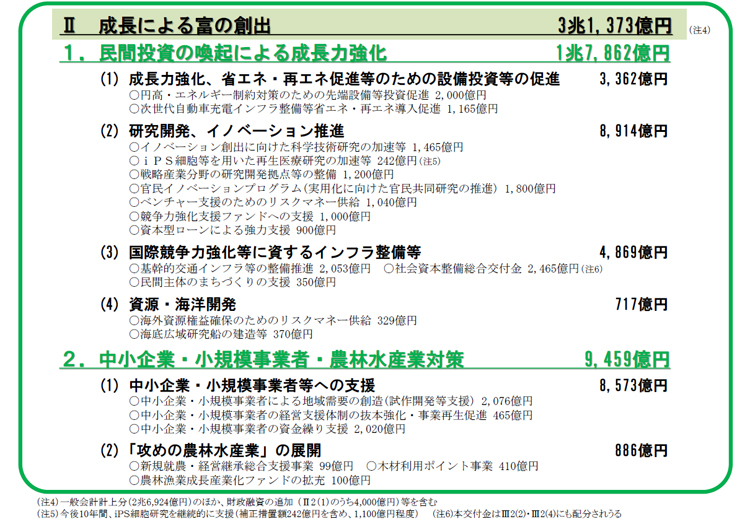 Ⅱ 成長による富の創出 3兆1,373億円 (注4)
1. 民間投資の喚起による成長力強化 1兆7,862億円
(1) 成長力強化、省エネ・再エネ促進等のための設備投資等の促進 3,362億円
○円高・エネルギー制約対策のための先端設備等投資促進 2,000億円
○次世代自動車充電インフラ整備等省エネ・再エネ導入促進 1,165億円
(2) 研究開発、イノベーション推進 8,914億円
○イノベーション創出に向けた科学技術研究の加速等 1,465億円
○iPS細胞等を用いた再生医療研究の加速等 242億円(注5)
○戦略産業分野の研究開発拠点等の整備 1,200億円
○官民イノベーションプログラム(実用化に向けた官民共同研究の推進) 1,800億円
○ベンチャー支援のためのリスクマネー供給 1,040億円
○競争力強化支援ファンドへの支援 1,000億円
○資本型ローンによる強力支援 900億円
(3) 国際競争力強化等に資するインフラ整備等 4,869億円
○基幹的交通インフラ等の整備推進 2,053億円 ○社会資本整備総合交付金 2,465億円(注6)
○民間主体のまちづくりの支援 350億円
(4) 資源・海洋開発 717億円
○海外資源権益確保のためのリスクマネー供給 329億円
○海底広域研究船の建造等 370億円
2. 中小企業・小規模事業者・農林水産業対策 9,459億円
(1) 中小企業・小規模事業者等への支援 8,573億円
○中小企業・小規模事業者による地域需要の創造(試作開発等支援) 2,076億円
○中小企業・小規模事業者の経営支援体制の抜本強化・事業再生促進 465億円
○中小企業・小規模事業者の資金繰り支援 2,020億円
(2) 「攻めの農林水産業」の展開 886億円
○新規就農・経営継承総合支援事業 99億円 ○木材利用ポイント事業 410億円
○農林漁業成長産業化ファンドの拡充 100億円
(注4)一般会計計上分(2兆6,924億円)のほか、財政融資の追加(Ⅱ2(1)のうち4,000億円)等を含む
(注5)今後10年間、iPS細胞研究を継続的に支援(補正措置額242億円を含め、1,100億円程度) (注6)本交付金はⅢ2(2)・Ⅲ2(4)にも配分されうる